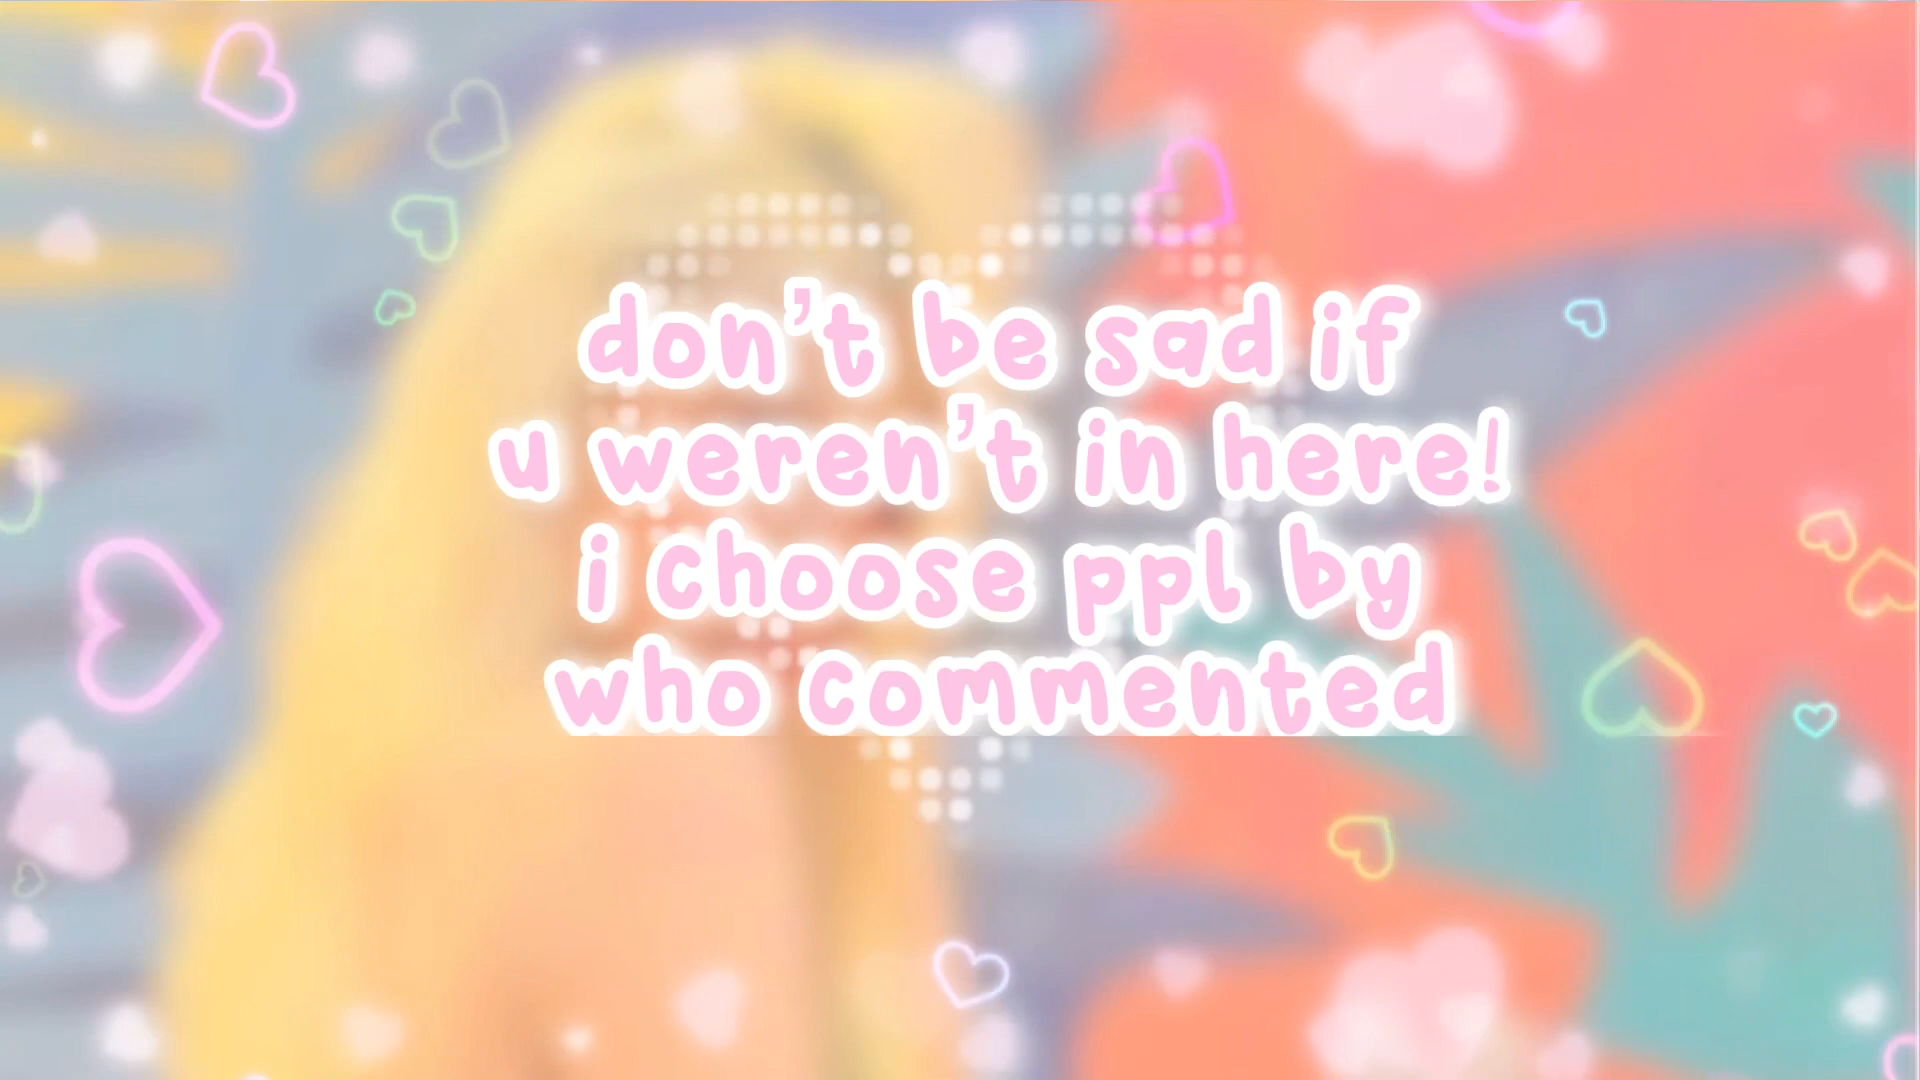 don't be sad if
u weren't in here!
i choose ppl by
who commented